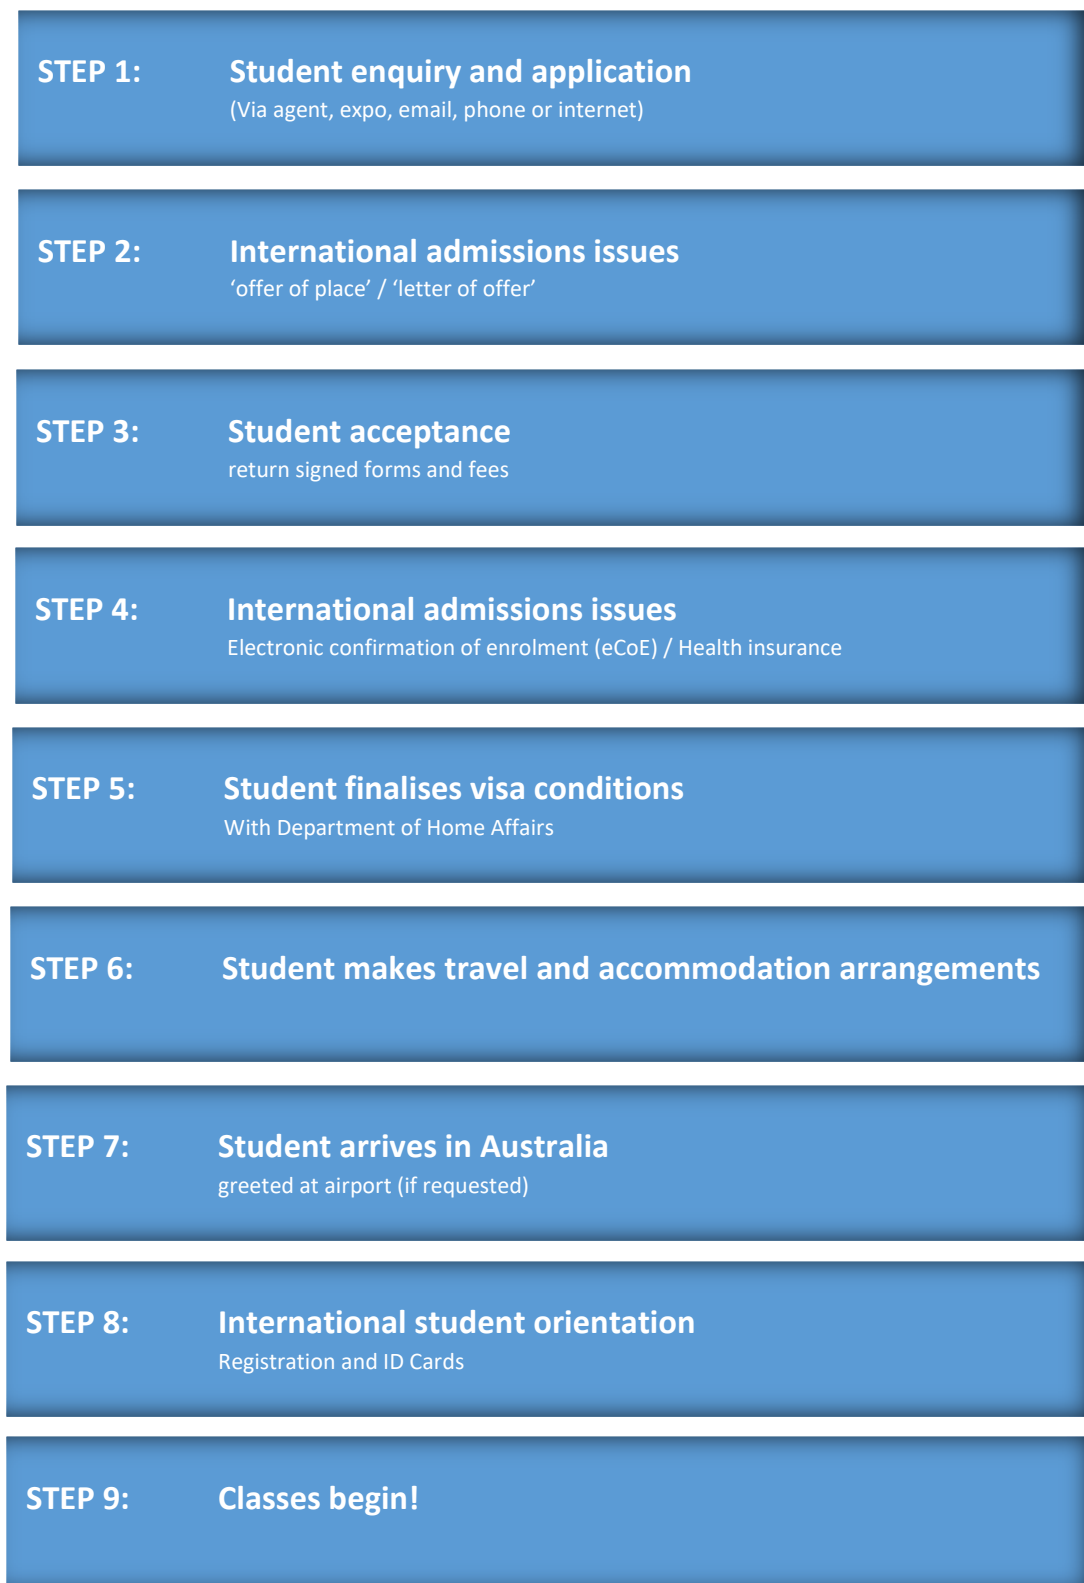 STEP 1: Student enquiry and application
(Via agent, expo, email, phone or internet)
STEP 2: International admissions issues
‘offer of place’ / ‘letter of offer’
STEP 3: Student acceptance
return signed forms and fees
STEP 4: International admissions issues
Electronic confirmation of enrolment (eCoE) / Health insurance
STEP 5: Student finalises visa conditions
With Department of Home Affairs
STEP 6: Student makes travel and accommodation arrangements
STEP 7: Student arrives in Australia
greeted at airport (if requested)
STEP 8: International student orientation
Registration and ID Cards
STEP 9: Classes begin!